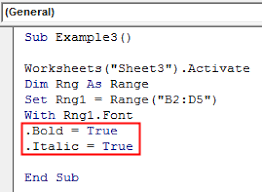 (General)
Sub Example3()
Worksheets("Sheet3").Activate
Dim Rng As Range
Set Rng1 = Range("B2:D5")
With Rng1.Font
.Bold = True
.Italic = True
End Sub